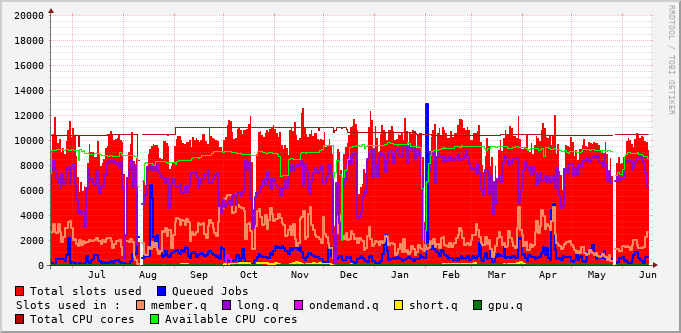 20000
18000
16000
14000
12000
10000
8000
6000
4000
2000
0
Jul Aug Sep Oct Nov Dec Jan Feb Mar Apr May Jun
RRDTOOL / TOBI OETIKER
Total slots used Queued Jobs
Slots used in : member.q long.q ondemand.q short.q gpu.q
Total CPU cores Available CPU cores